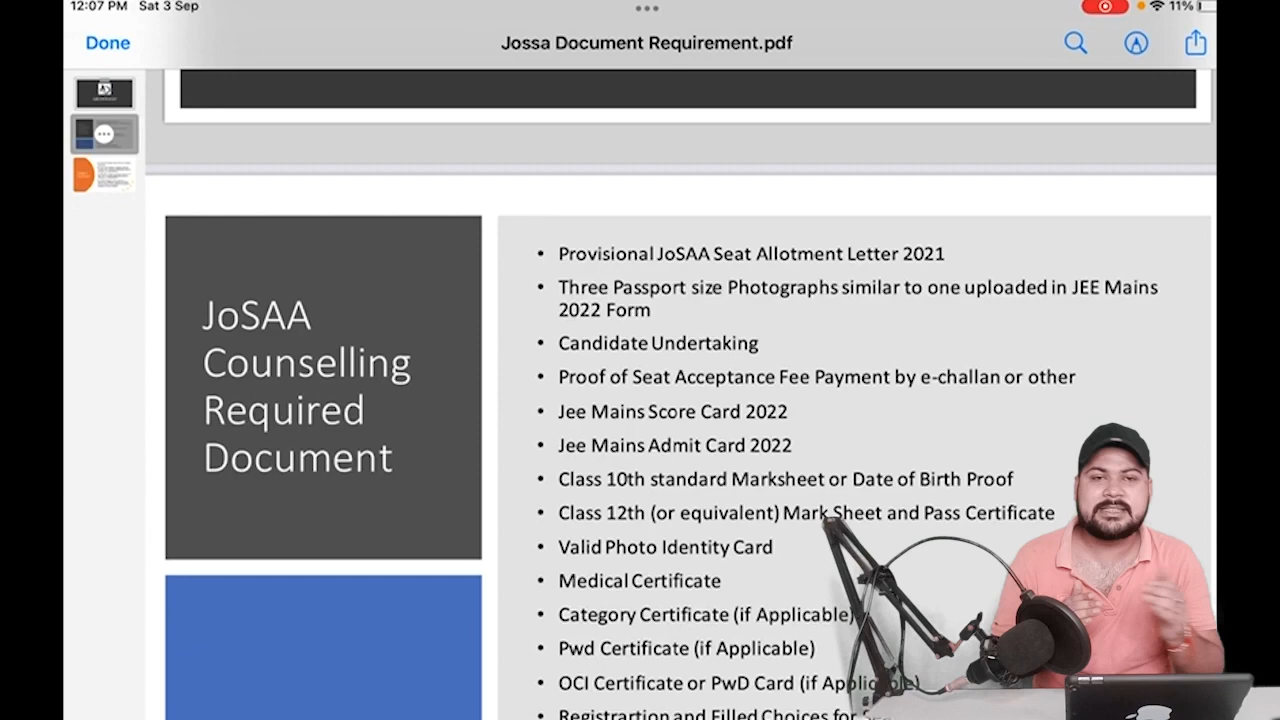 12:07 PM Sat 3 Sep
11%
Done
Jossa Document Requirement.pdf
JoSAA
Counselling
Required
Document
• Provisional JoSAA Seat Allotment Letter 2021
• Three Passport size Photographs similar to one uploaded in JEE Mains
2022 Form
• Candidate Undertaking
• Proof of Seat Acceptance Fee Payment by e-challan or other
• Jee Mains Score Card 2022
• Jee Mains Admit Card 2022
• Class 10th standard Marksheet or Date of Birth Proof
• Class 12th (or equivalent) Mark Sheet and Pass Certificate
• Valid Photo Identity Card
• Medical Certificate
• Category Certificate (if Applicable)
• Pwd Certificate (if Applicable)
• OCI Certificate or PwD Card (if Applicable)
• Registrartion and Filled Choices for